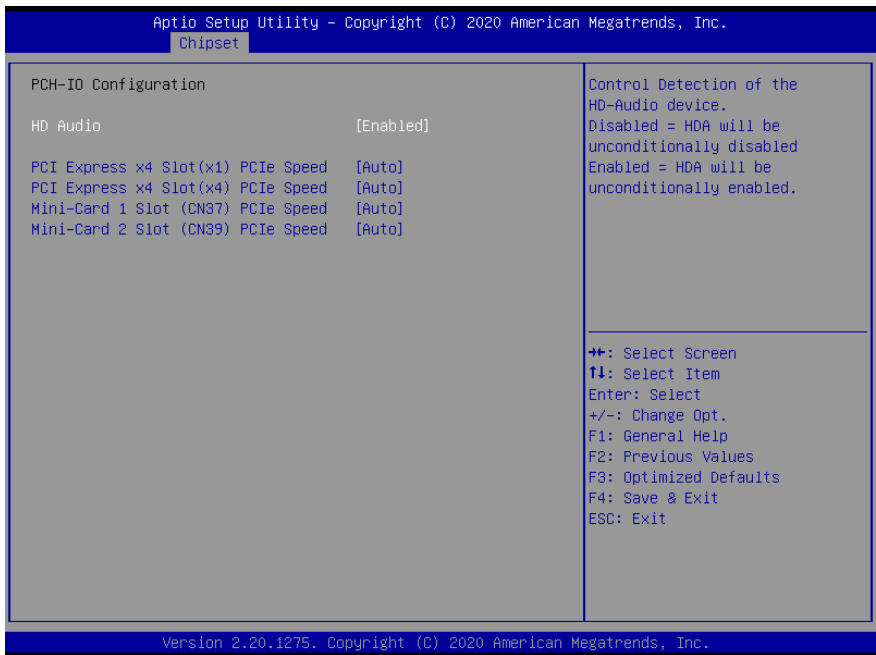 Aptio Setup Utility – Copyright (C) 2020 American Megatrends, Inc.
Chipset
PCH-IO Configuration
HD Audio [Enabled]
PCI Express x4 Slot(x1) PCIe Speed [Auto]
PCI Express x4 Slot(x4) PCIe Speed [Auto]
Mini-Card 1 Slot (CN37) PCIe Speed [Auto]
Mini-Card 2 Slot (CN39) PCIe Speed [Auto]
Control Detection of the
HD-Audio device.
Disabled = HDA will be
unconditionally disabled
Enabled = HDA will be
unconditionally enabled.
→←: Select Screen
↑↓: Select Item
Enter: Select
+/-: Change Opt.
F1: General Help
F2: Previous Values
F3: Optimized Defaults
F4: Save & Exit
ESC: Exit
Version 2.20.1275. Copyright (C) 2020 American Megatrends, Inc.